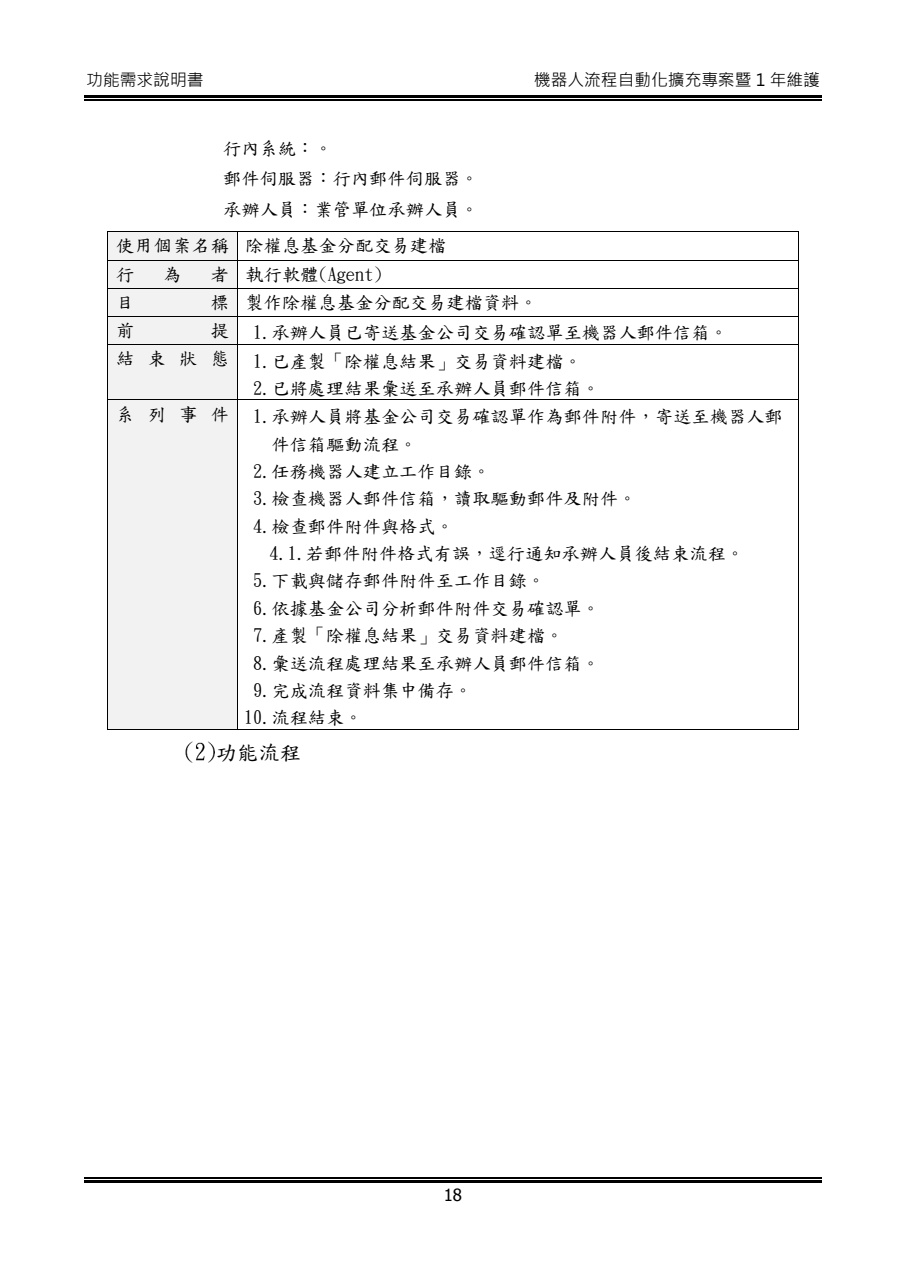 功能需求說明書 機器人流程自動化擴充專案暨 1 年維護
行內系統：。
郵件伺服器：行內郵件伺服器。
承辦人員：業管單位承辦人員。
使用個案名稱 除權息基金分配交易建檔
行為者 執行軟體(Agent)
目標 製作除權息基金分配交易建檔資料。
前提 1.承辦人員已寄送基金公司交易確認單至機器人郵件信箱。
結束狀態 1.已產製「除權息結果」交易資料建檔。
2.已將處理結果彙送至承辦人員郵件信箱。
系列事件 1.承辦人員將基金公司交易確認單作為郵件附件，寄送至機器人郵
件信箱驅動流程。
2.任務機器人建立工作目錄。
3.檢查機器人郵件信箱，讀取驅動郵件及附件。
4.檢查郵件附件與格式。
4.1.若郵件附件格式有誤，逕行通知承辦人員後結束流程。
5.下載與儲存郵件附件至工作目錄。
6.依據基金公司分析郵件附件交易確認單。
7.產製「除權息結果」交易資料建檔。
8.彙送流程處理結果至承辦人員郵件信箱。
9.完成流程資料集中備存。
10.流程結束。
(2)功能流程
18